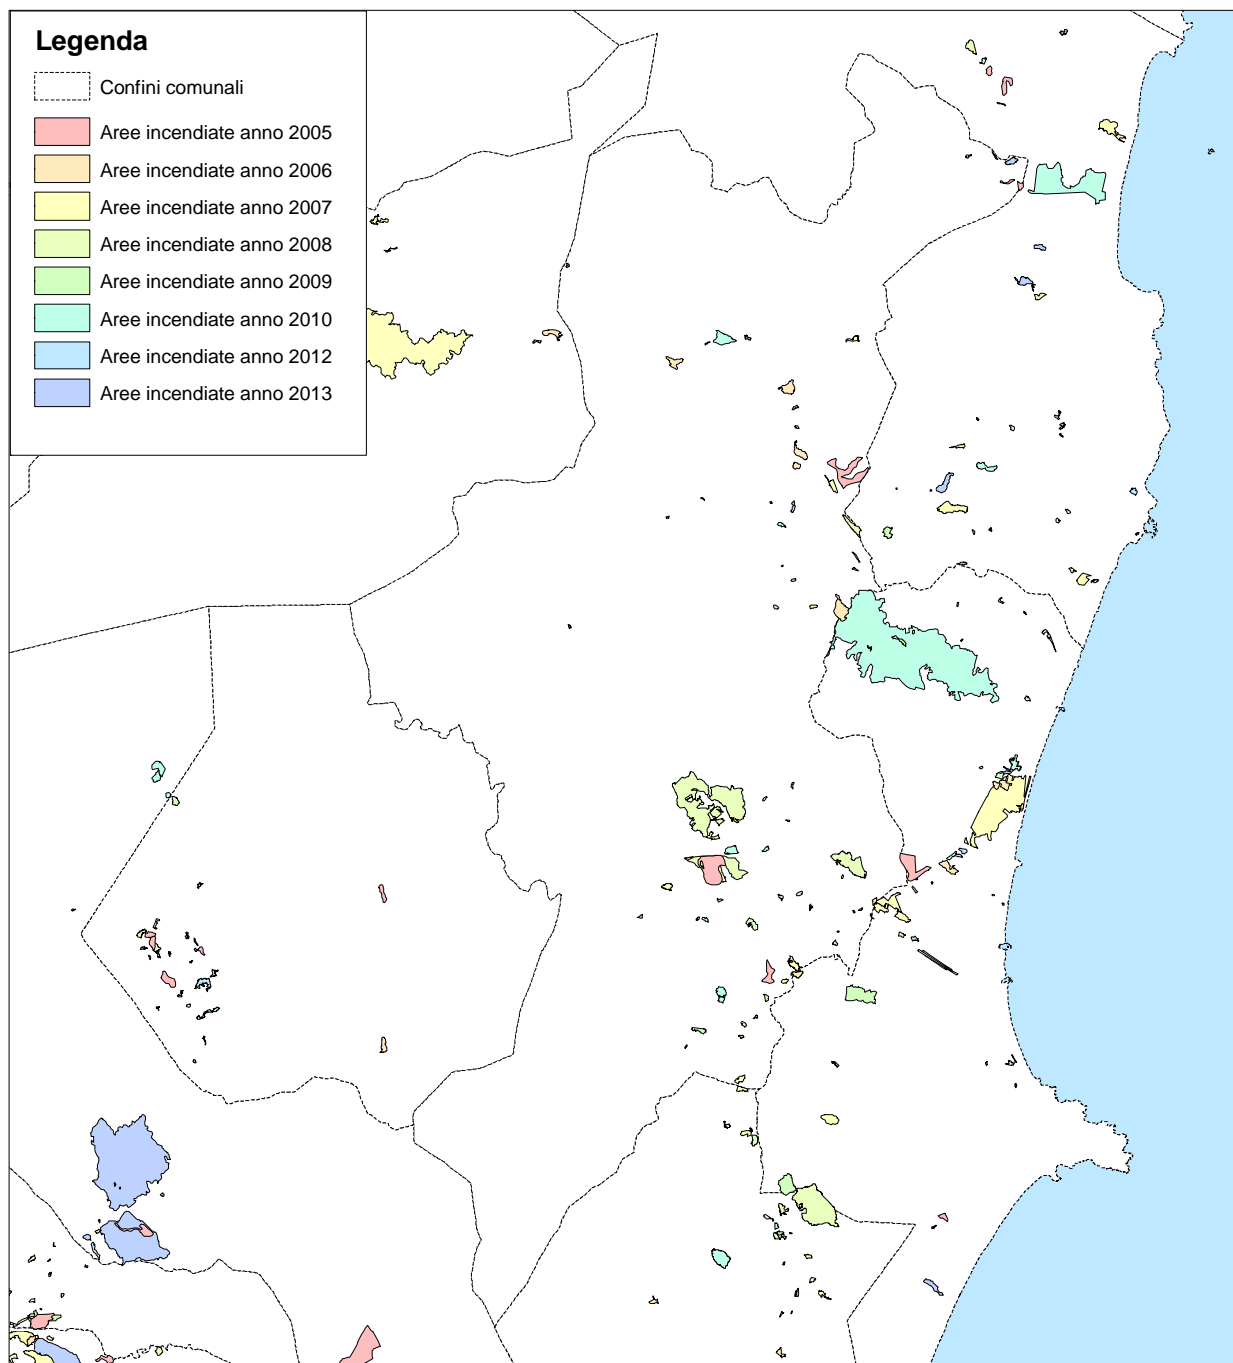 Legenda
Confini comunali
Aree incendiate anno 2005
Aree incendiate anno 2006
Aree incendiate anno 2007
Aree incendiate anno 2008
Aree incendiate anno 2009
Aree incendiate anno 2010
Aree incendiate anno 2012
Aree incendiate anno 2013